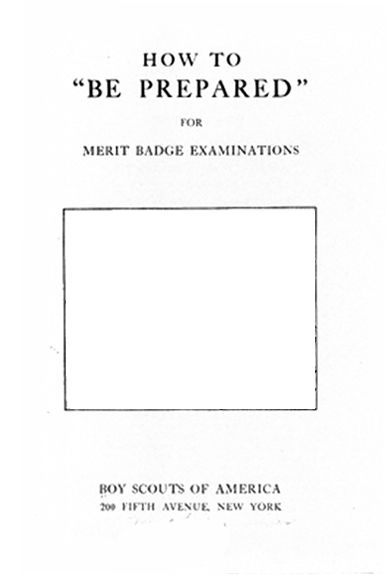 HOW TO
"BE PREPARED"
FOR
MERIT BADGE EXAMINATIONS
BOY SCOUTS OF AMERICA
200 FIFTH AVENUE, NEW YORK